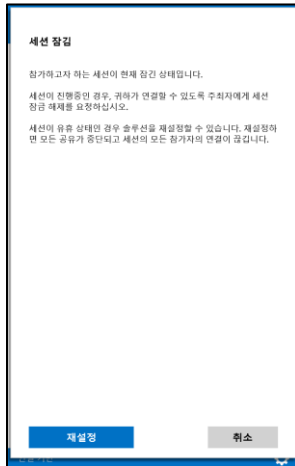 세션 잠김
참가하고자 하는 세션이 현재 잠긴 상태입니다.
세션이 진행중인 경우, 귀하가 연결할 수 있도록 주최자에게 세션
잠금 해제를 요청하십시오.
세션이 유휴 상태인 경우 솔루션을 재설정할 수 있습니다. 재설정하
면 모든 공유가 중단되고 세션의 모든 참가자의 연결이 끊깁니다.
재설정 취소